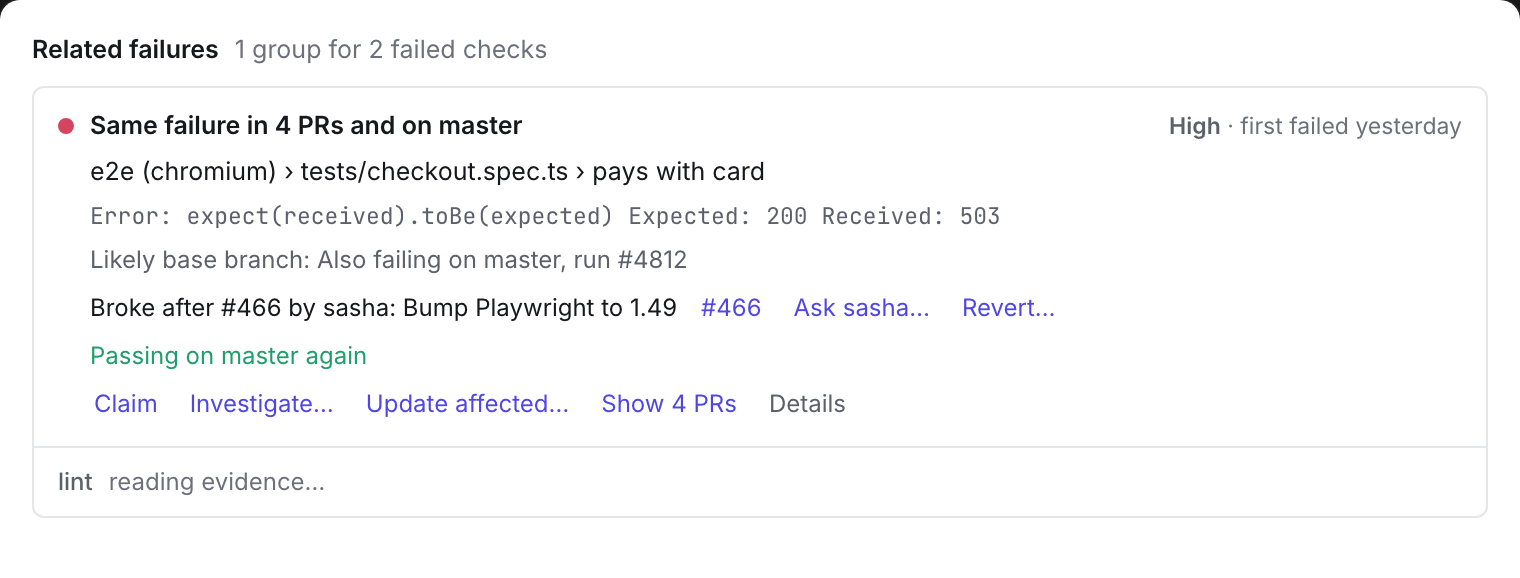 Related failures 1 group for 2 failed checks
Same failure in 4 PRs and on master High · first failed yesterday
e2e (chromium) › tests/checkout.spec.ts › pays with card
Error: expect(received).toBe(expected) Expected: 200 Received: 503
Likely base branch: Also failing on master, run #4812
Broke after #466 by sasha: Bump Playwright to 1.49 #466 Ask sasha... Revert...
Passing on master again
Claim Investigate... Update affected... Show 4 PRs Details
lint reading evidence...